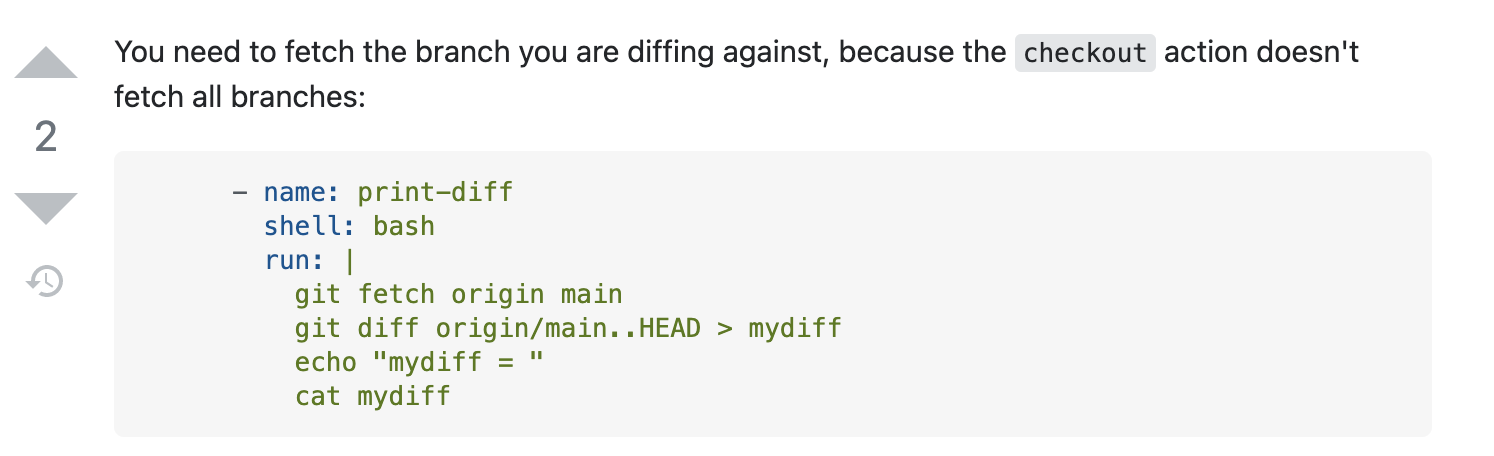 You need to fetch the branch you are diffing against, because the checkout action doesn't
fetch all branches:
2
- name: print-diff
shell: bash
run: |
git fetch origin main
git diff origin/main..HEAD > mydiff
echo "mydiff = "
cat mydiff